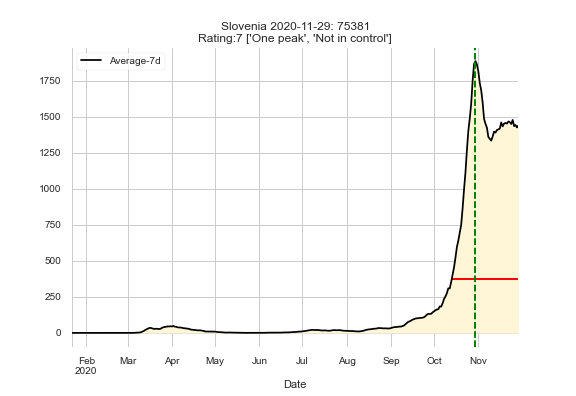 Slovenia 2020-11-29: 75381
Rating:7 ['One peak', 'Not in control']
Average-7d
1750
1500
1250
1000
750
500
250
0
Feb Mar Apr May Jun Jul Aug Sep Oct Nov
2020
Date